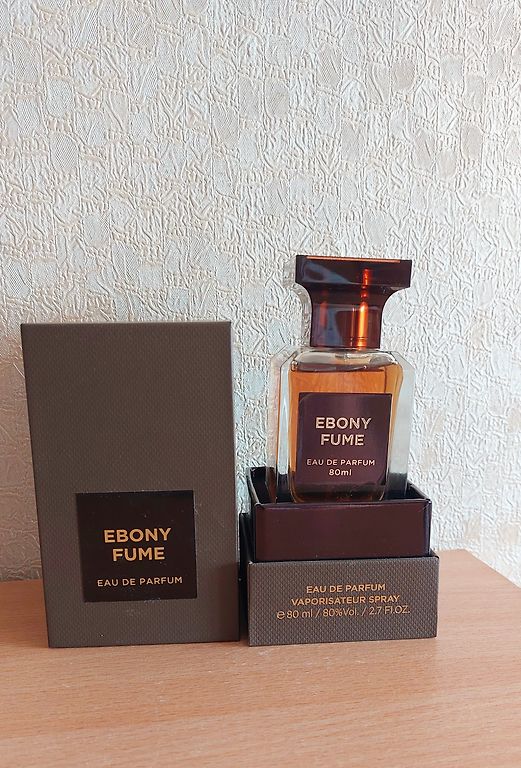 EBONY
FUME
EAU DE PARFUM
EBONY
FUME
EAU DE PARFUM
80ml
EAU DE PARFUM
VAPORISATEUR SPRAY
℮ 80 ml / 80%Vol. / 2.7 Fl.OZ.